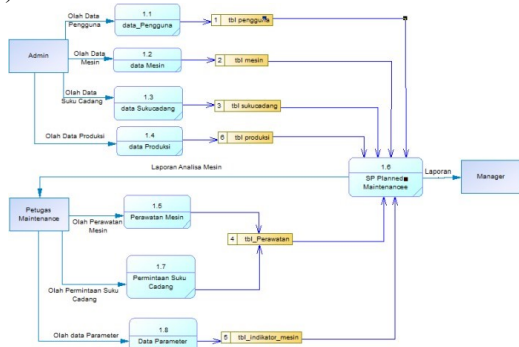 Olah Data
Pengguna
1.1
data_Pengguna
1 tbl pengguna
Admin
Olah Data
Mesin
1.2
data Mesin
2 tbl mesin
Olah Data
Suku Cadang
1.3
data Sukucadang
3 tbl sukucadang
Olah Data Produksi
1.4
data Produksi
6 tbl produksi
Laporan Analisa Mesin
1.6
SP Planned
Maintenancee
Laporan
Manager
Petugas
Maintenance
Olah Perawatan
Mesin
1.5
Perawatan Mesin
4 tbl_Perawatan
Olah Permintaan Suku
Cadang
1.7
Permintaan Suku
Cadang
Olah data Parameter
1.8
Data Parameter
5 tbl_indikator_mesin